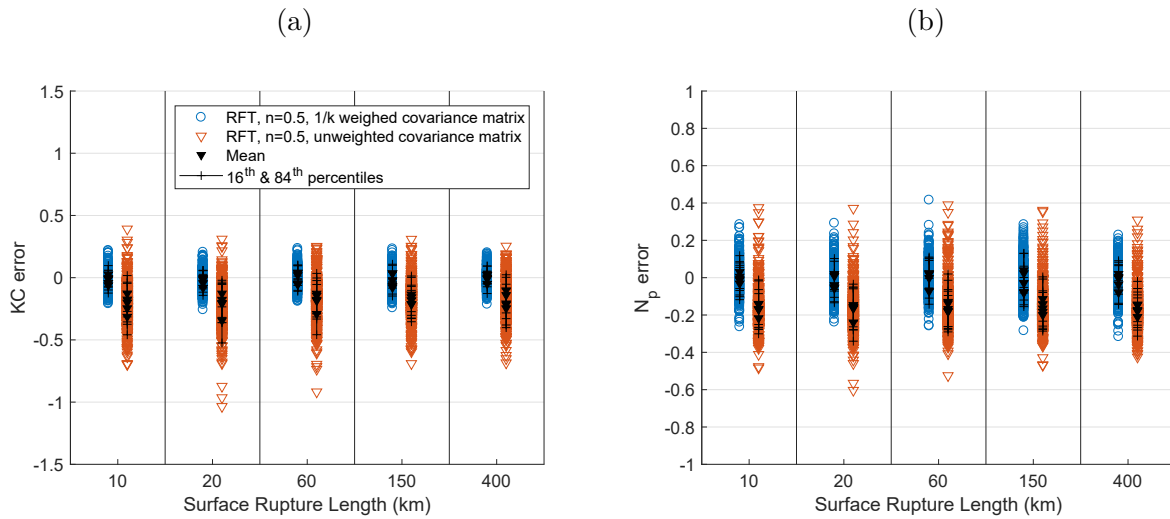 (a)
(b)
1.5
1
0.5
0
-0.5
-1
-1.5
KC error
RFT, n=0.5, 1/k weighed covariance matrix
RFT, n=0.5, unweighted covariance matrix
Mean
16th & 84th percentiles
10 20 60 150 400
Surface Rupture Length (km)
1
0.8
0.6
0.4
0.2
0
-0.2
-0.4
-0.6
-0.8
-1
Np error
10 20 60 150 400
Surface Rupture Length (km)